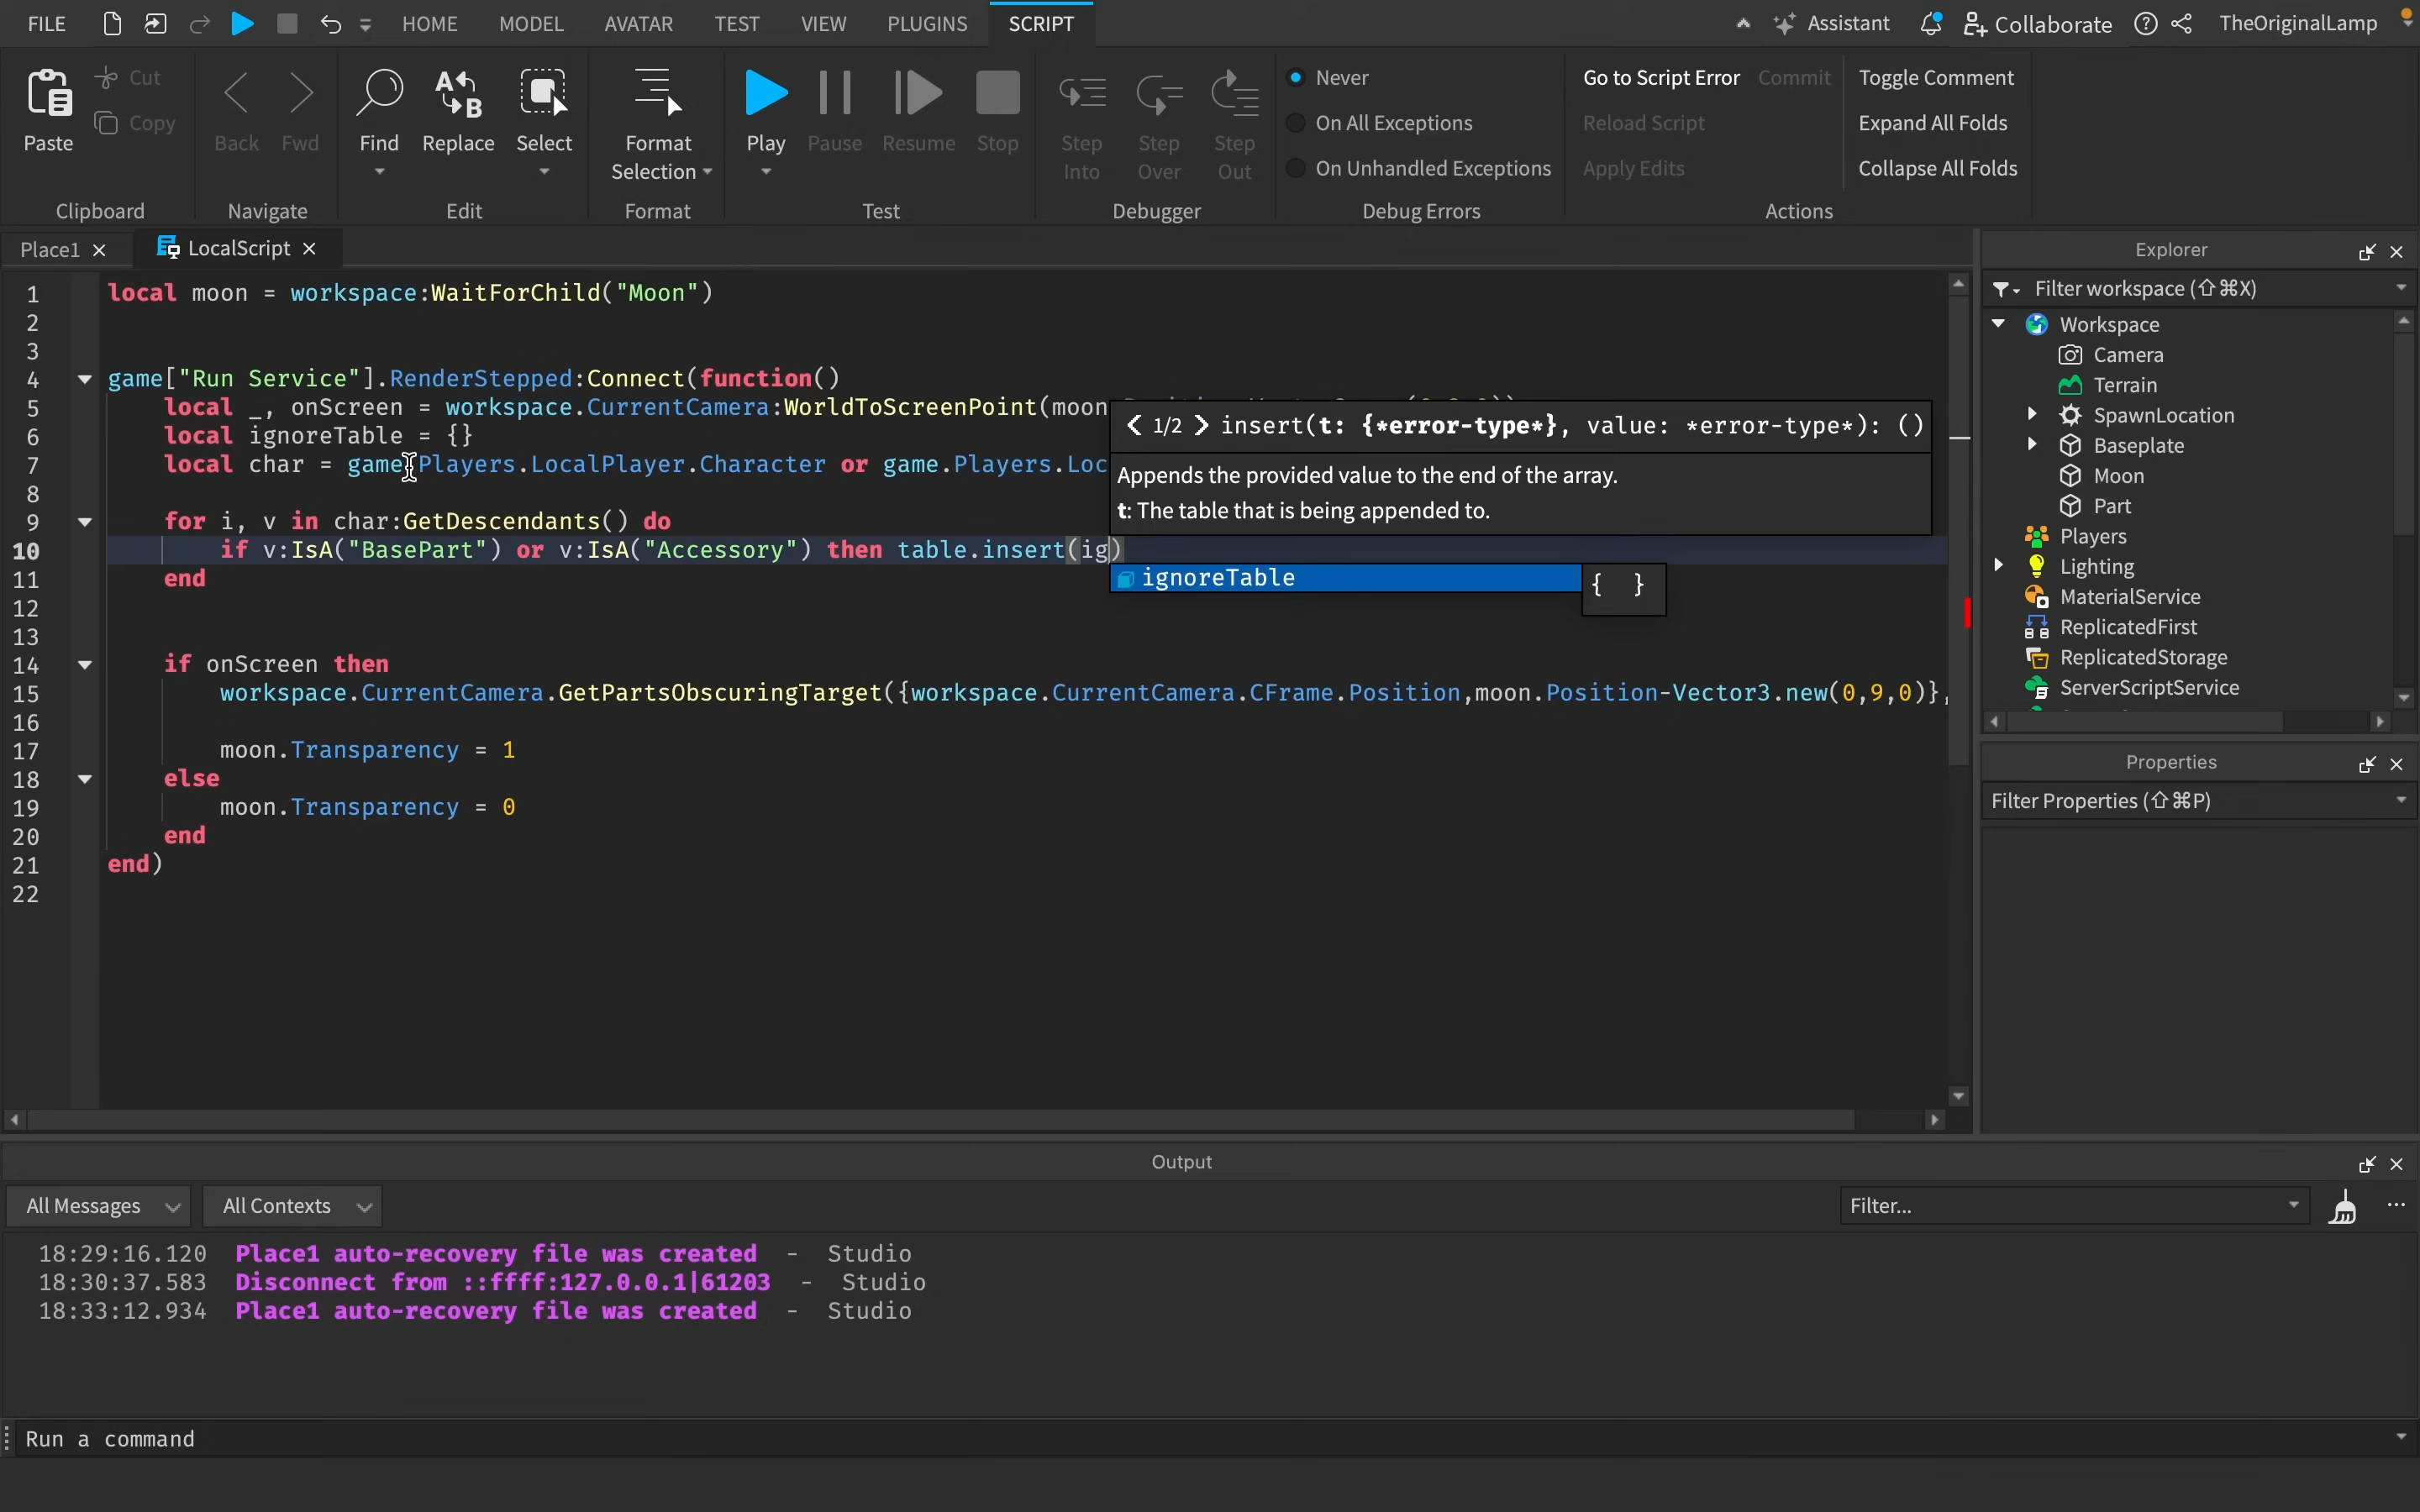 FILE HOME MODEL AVATAR TEST VIEW PLUGINS SCRIPT Assistant Collaborate TheOriginalLamp
Paste Cut Copy Back Fwd Find Replace Select Format Selection Play Pause Resume Stop Step Into Step Over Step Out
Never
On All Exceptions
On Unhandled Exceptions
Go to Script Error Commit
Reload Script
Apply Edits
Toggle Comment
Expand All Folds
Collapse All Folds
Clipboard Navigate Edit Format Test Debugger Debug Errors Actions
Place1 LocalScript
1 local moon = workspace:WaitForChild("Moon")
2
3
4 game["Run Service"].RenderStepped:Connect(function()
5 local _, onScreen = workspace.CurrentCamera:WorldToScreenPoint(moon
6 local ignoreTable = {}
7 local char = game.Players.LocalPlayer.Character or game.Players.Loc
8
9 for i, v in char:GetDescendants() do
10 if v:IsA("BasePart") or v:IsA("Accessory") then table.insert(ig)
11 end
12
13
14 if onScreen then
15 workspace.CurrentCamera.GetPartsObscuringTarget({workspace.CurrentCamera.CFrame.Position,moon.Position-Vector3.new(0,9,0)},
16
17 moon.Transparency = 1
18 else
19 moon.Transparency = 0
20 end
21 end)
22
1/2 insert(t: {*error-type*}, value: *error-type*): ()
Appends the provided value to the end of the array.
t: The table that is being appended to.
ignoreTable { }
Explorer
Filter workspace (⇧⌘X)
Workspace
Camera
Terrain
SpawnLocation
Baseplate
Moon
Part
Players
Lighting
MaterialService
ReplicatedFirst
ReplicatedStorage
ServerScriptService
Properties
Filter Properties (⇧⌘P)
Output
All Messages All Contexts Filter...
18:29:16.120 Place1 auto-recovery file was created - Studio
18:30:37.583 Disconnect from ::ffff:127.0.0.1|61203 - Studio
18:33:12.934 Place1 auto-recovery file was created - Studio
Run a command